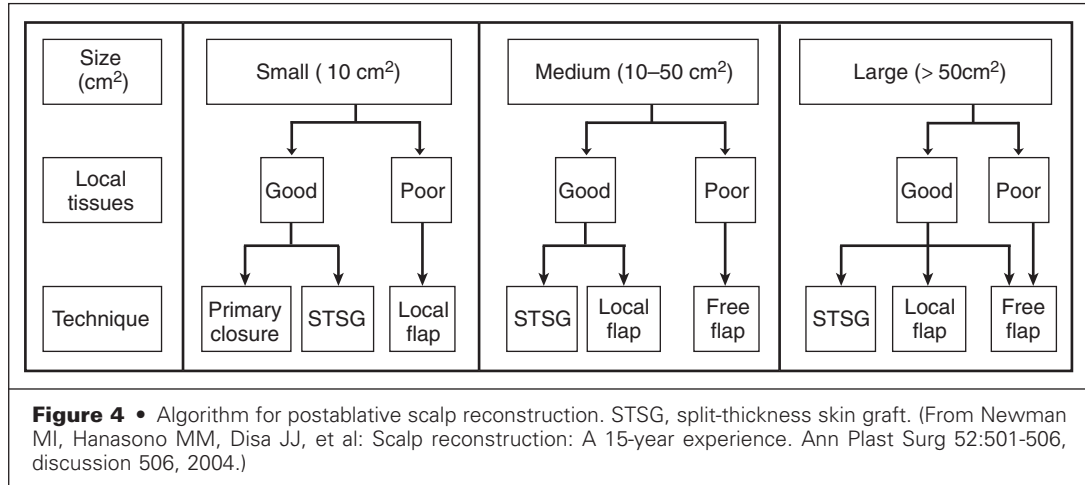 Size
(cm²)
Small ( 10 cm²)
Medium (10–50 cm²)
Large (> 50cm²)
Local
tissues
Good
Poor
Good
Poor
Good
Poor
Technique
Primary
closure
STSG
Local
flap
STSG
Local
flap
Free
flap
STSG
Local
flap
Free
flap
Figure 4 • Algorithm for postablative scalp reconstruction. STSG, split-thickness skin graft. (From Newman
MI, Hanasono MM, Disa JJ, et al: Scalp reconstruction: A 15-year experience. Ann Plast Surg 52:501-506,
discussion 506, 2004.)